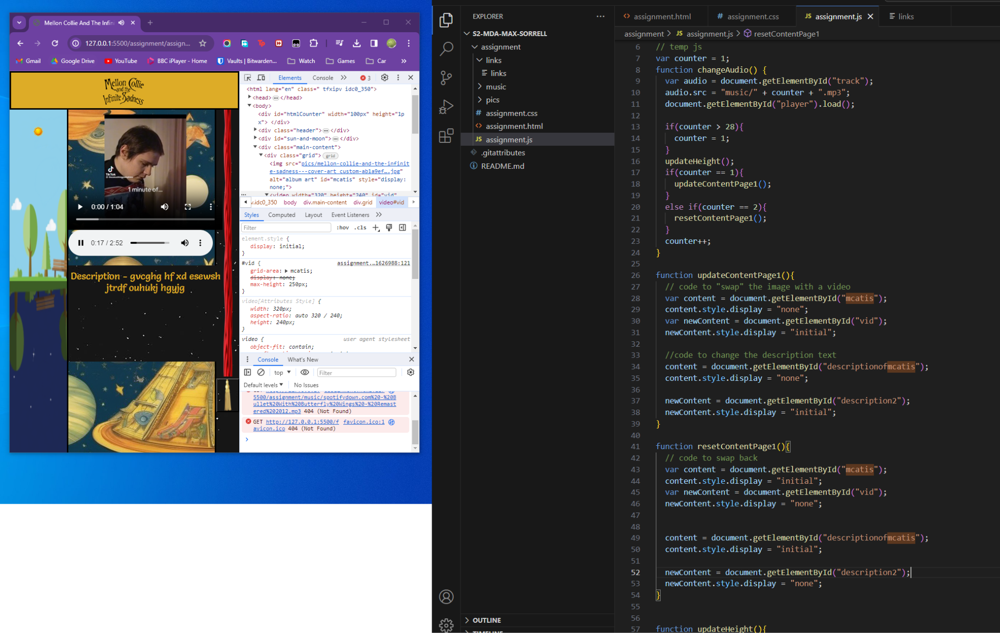 Mellon Collie And The Infini
127.0.0.1:5500/assignment/assign...
Gmail
Google Drive
YouTube
BBC iPlayer - Home
Vaults | Bitwarden...
Watch
Games
Car
»
Mellon Collie
and the
Infinite Sadness
TikTok
1 minute of...
0:00 / 1:04
0:17 / 2:52
Description - gvcghg hf xd esewsh
jtrdf ouhukj hgyjg
Elements
Console
»
3
<html lang="en" class=" tfxipv idc0_350">
<head> ... </head>
<body>
<div id="htmlCounter" width="100px" height="1p
x"> </div>
<div class="header"> ... </div>
<div id="sun-and-moon"> ... </div>
<div class="main-content">
<div class="grid"> grid
<img src="pics/mellon-collie-and-the-infinit
e-sadness---cover-art_custom-ab1a9ef….jpg"
alt="album art" id="mcatis" style="display:
none;">
<video width="320" height="240" id="vid"
...
v.idc0_350 body div.main-content div.grid video#vid
Styles Computed Layout Event Listeners »
Filter
:hov .cls
element.style {
display: initial;
}
#vid { assignment.…1626988:121
grid-area: mcatis;
display: none;
max-height: 250px;
}
video[Attributes Style] {
width: 320px;
aspect-ratio: auto 320 / 240;
height: 240px;
}
video { user agent stylesheet
object-fit: contain;
Console What's New
top
Filter
Default levels No Issues
5500/assignment/music/spotifydown.com%20-%20B
ullet%20With%20Butterfly%20Wings%20-%20Remast
ered%202012.mp3 404 (Not Found)
GET http://127.0.0.1:5500/f favicon.ico:1
avicon.ico 404 (Not Found)
EXPLORER
...
S2-MDA-MAX-SORRELL
assignment
links
links
music
pics
# assignment.css
<> assignment.html
JS assignment.js
.gitattributes
README.md
OUTLINE
TIMELINE
<> assignment.html
# assignment.css
JS assignment.js
links
assignment > JS assignment.js > resetContentPage1
6 // temp js
7 var counter = 1;
8 function changeAudio() {
9 var audio = document.getElementById("track");
10 audio.src = "music/" + counter + ".mp3";
11 document.getElementById("player").load();
12
13 if(counter > 28){
14 counter = 1;
15 }
16 updateHeight();
17 if(counter == 1){
18 updateContentPage1();
19 }
20 else if(counter == 2){
21 resetContentPage1();
22 }
23 counter++;
24 }
25
26 function updateContentPage1(){
27 // code to "swap" the image with a video
28 var content = document.getElementById("mcatis");
29 content.style.display = "none";
30 var newContent = document.getElementById("vid");
31 newContent.style.display = "initial";
32
33 //code to change the description text
34 content = document.getElementById("descriptionofmcatis");
35 content.style.display = "none";
36
37 newContent = document.getElementById("description2");
38 newContent.style.display = "initial";
39 }
40
41 function resetContentPage1(){
42 // code to swap back
43 var content = document.getElementById("mcatis");
44 content.style.display = "initial";
45 var newContent = document.getElementById("vid");
46 newContent.style.display = "none";
47
48
49 content = document.getElementById("descriptionofmcatis");
50 content.style.display = "initial";
51
52 newContent = document.getElementById("description2");
53 newContent.style.display = "none";
54 }
55
56
57 function updateHeight(){